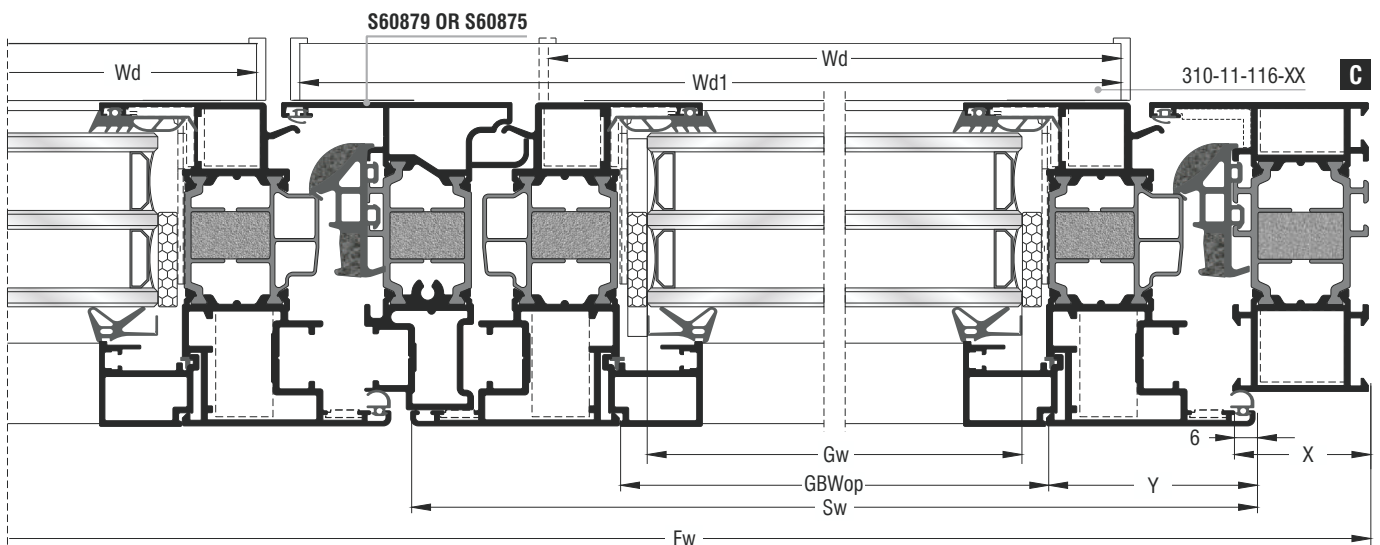 S60879 OR S60875
Wd
Wd
Wd1
310-11-116-XX
C
6
X
Gw
GBWop
Y
Sw
Fw